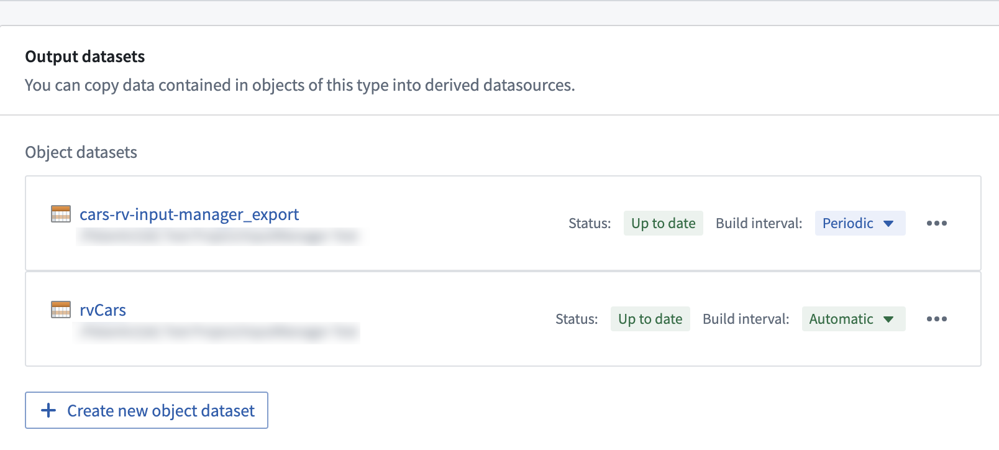 Output datasets
You can copy data contained in objects of this type into derived datasources.
Object datasets
cars-rv-input-manager_export
Status: Up to date Build interval: Periodic
rvCars
Status: Up to date Build interval: Automatic
Create new object dataset